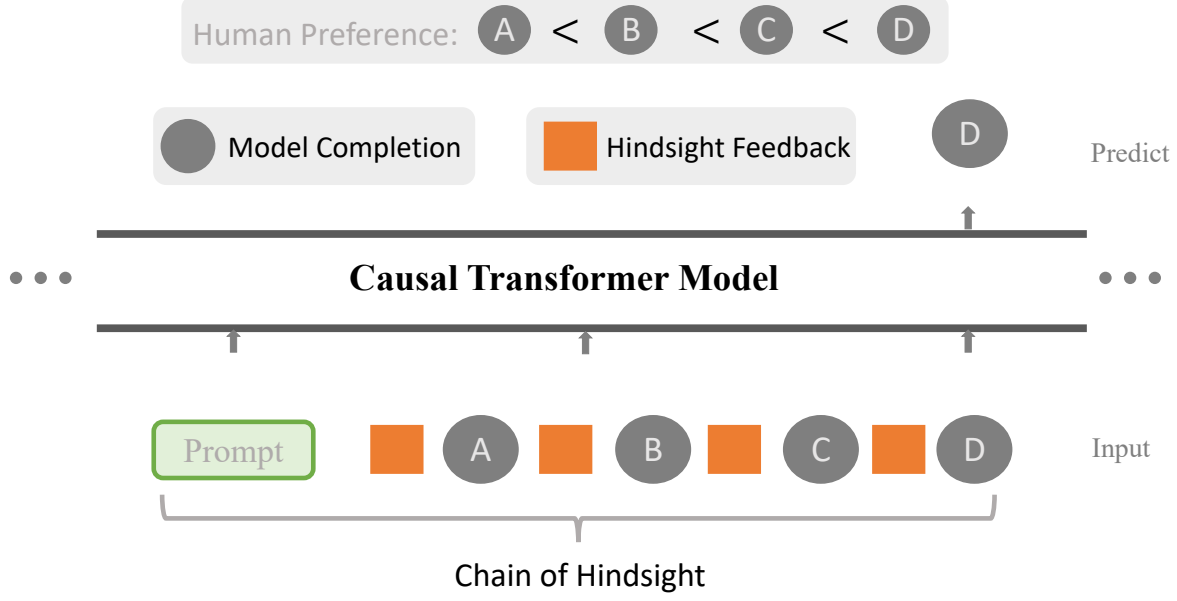 Human Preference: A < B < C < D
Model Completion
Hindsight Feedback
D
Predict
Causal Transformer Model
Prompt
A
B
C
D
Input
Chain of Hindsight